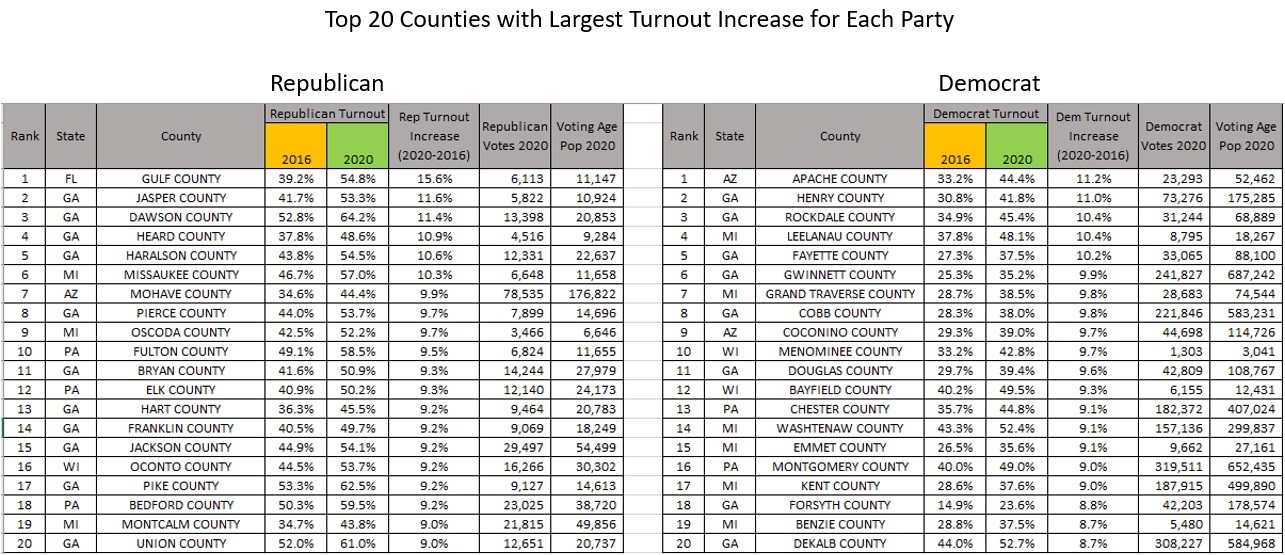 Top 20 Counties with Largest Turnout Increase for Each Party
Republican
Rank State County Republican Turnout 2016 2020 Rep Turnout Increase (2020-2016) Republican Votes 2020 Voting Age Pop 2020
1 FL GULF COUNTY 39.2% 54.8% 15.6% 6,113 11,147
2 GA JASPER COUNTY 41.7% 53.3% 11.6% 5,822 10,924
3 GA DAWSON COUNTY 52.8% 64.2% 11.4% 13,398 20,853
4 GA HEARD COUNTY 37.8% 48.6% 10.9% 4,516 9,284
5 GA HARALSON COUNTY 43.8% 54.5% 10.6% 12,331 22,637
6 MI MISSAUKEE COUNTY 46.7% 57.0% 10.3% 6,648 11,658
7 AZ MOHAVE COUNTY 34.6% 44.4% 9.9% 78,535 176,822
8 GA PIERCE COUNTY 44.0% 53.7% 9.7% 7,899 14,696
9 MI OSCODA COUNTY 42.5% 52.2% 9.7% 3,466 6,646
10 PA FULTON COUNTY 49.1% 58.5% 9.5% 6,824 11,655
11 GA BRYAN COUNTY 41.6% 50.9% 9.3% 14,244 27,979
12 PA ELK COUNTY 40.9% 50.2% 9.3% 12,140 24,173
13 GA HART COUNTY 36.3% 45.5% 9.2% 9,464 20,783
14 GA FRANKLIN COUNTY 40.5% 49.7% 9.2% 9,069 18,249
15 GA JACKSON COUNTY 44.9% 54.1% 9.2% 29,497 54,499
16 WI OCONTO COUNTY 44.5% 53.7% 9.2% 16,266 30,302
17 GA PIKE COUNTY 53.3% 62.5% 9.2% 9,127 14,613
18 PA BEDFORD COUNTY 50.3% 59.5% 9.2% 23,025 38,720
19 MI MONTCALM COUNTY 34.7% 43.8% 9.0% 21,815 49,856
20 GA UNION COUNTY 52.0% 61.0% 9.0% 12,651 20,737
Democrat
Rank State County Democrat Turnout 2016 2020 Dem Turnout Increase (2020-2016) Democrat Votes 2020 Voting Age Pop 2020
1 AZ APACHE COUNTY 33.2% 44.4% 11.2% 23,293 52,462
2 GA HENRY COUNTY 30.8% 41.8% 11.0% 73,276 175,285
3 GA ROCKDALE COUNTY 34.9% 45.4% 10.4% 31,244 68,889
4 MI LEELANAU COUNTY 37.8% 48.1% 10.4% 8,795 18,267
5 GA FAYETTE COUNTY 27.3% 37.5% 10.2% 33,065 88,100
6 GA GWINNETT COUNTY 25.3% 35.2% 9.9% 241,827 687,242
7 MI GRAND TRAVERSE COUNTY 28.7% 38.5% 9.8% 28,683 74,544
8 GA COBB COUNTY 28.3% 38.0% 9.8% 221,846 583,231
9 AZ COCONINO COUNTY 29.3% 39.0% 9.7% 44,698 114,726
10 WI MENOMINEE COUNTY 33.2% 42.8% 9.7% 1,303 3,041
11 GA DOUGLAS COUNTY 29.7% 39.4% 9.6% 42,809 108,767
12 WI BAYFIELD COUNTY 40.2% 49.5% 9.3% 6,155 12,431
13 PA CHESTER COUNTY 35.7% 44.8% 9.1% 182,372 407,024
14 MI WASHTENAW COUNTY 43.3% 52.4% 9.1% 157,136 299,837
15 MI EMMET COUNTY 26.5% 35.6% 9.1% 9,662 27,161
16 PA MONTGOMERY COUNTY 40.0% 49.0% 9.0% 319,511 652,435
17 MI KENT COUNTY 28.6% 37.6% 9.0% 187,915 499,890
18 GA FORSYTH COUNTY 14.9% 23.6% 8.8% 42,203 178,574
19 MI BENZIE COUNTY 28.8% 37.5% 8.7% 5,480 14,621
20 GA DEKALB COUNTY 44.0% 52.7% 8.7% 308,227 584,968